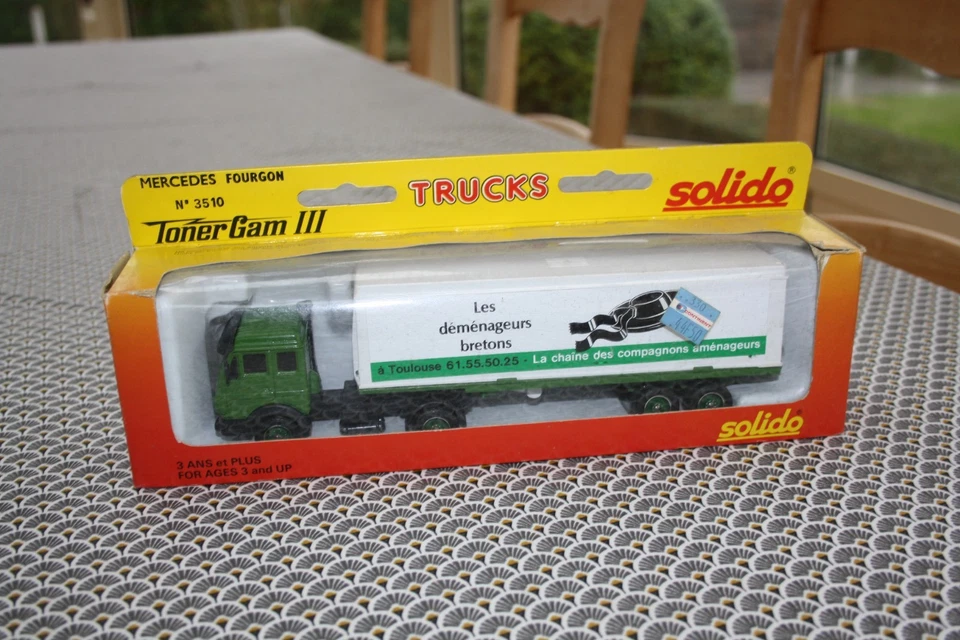 MERCEDES FOURGON
N° 3510
TonerGam III
TRUCKS
solido
Les
déménageurs
bretons
à Toulouse 61.55.50.25 - La chaîne des compagnons aménageurs
solido
3 ANS et PLUS
FOR AGES 3 and UP